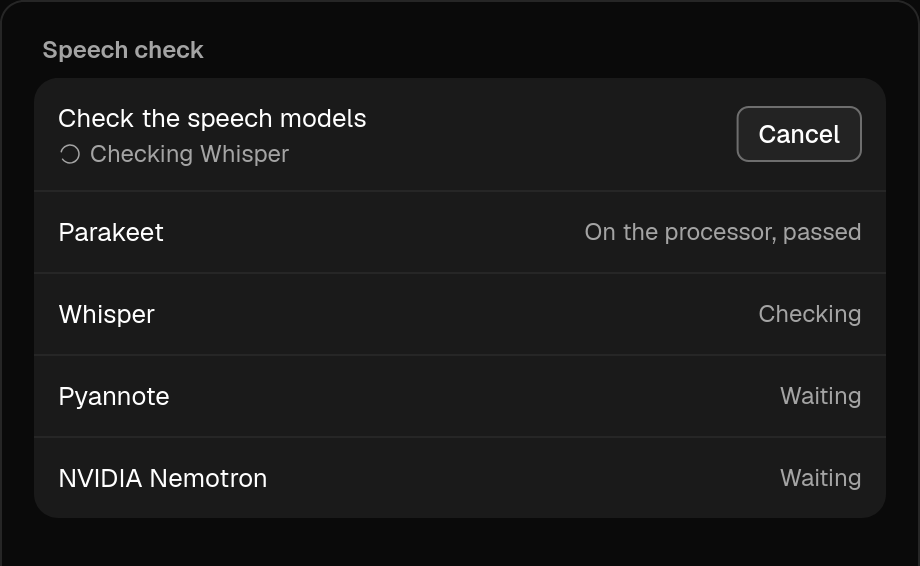 Speech check
Check the speech models
Cancel
Checking Whisper
Parakeet
On the processor, passed
Whisper
Checking
Pyannote
Waiting
NVIDIA Nemotron
Waiting